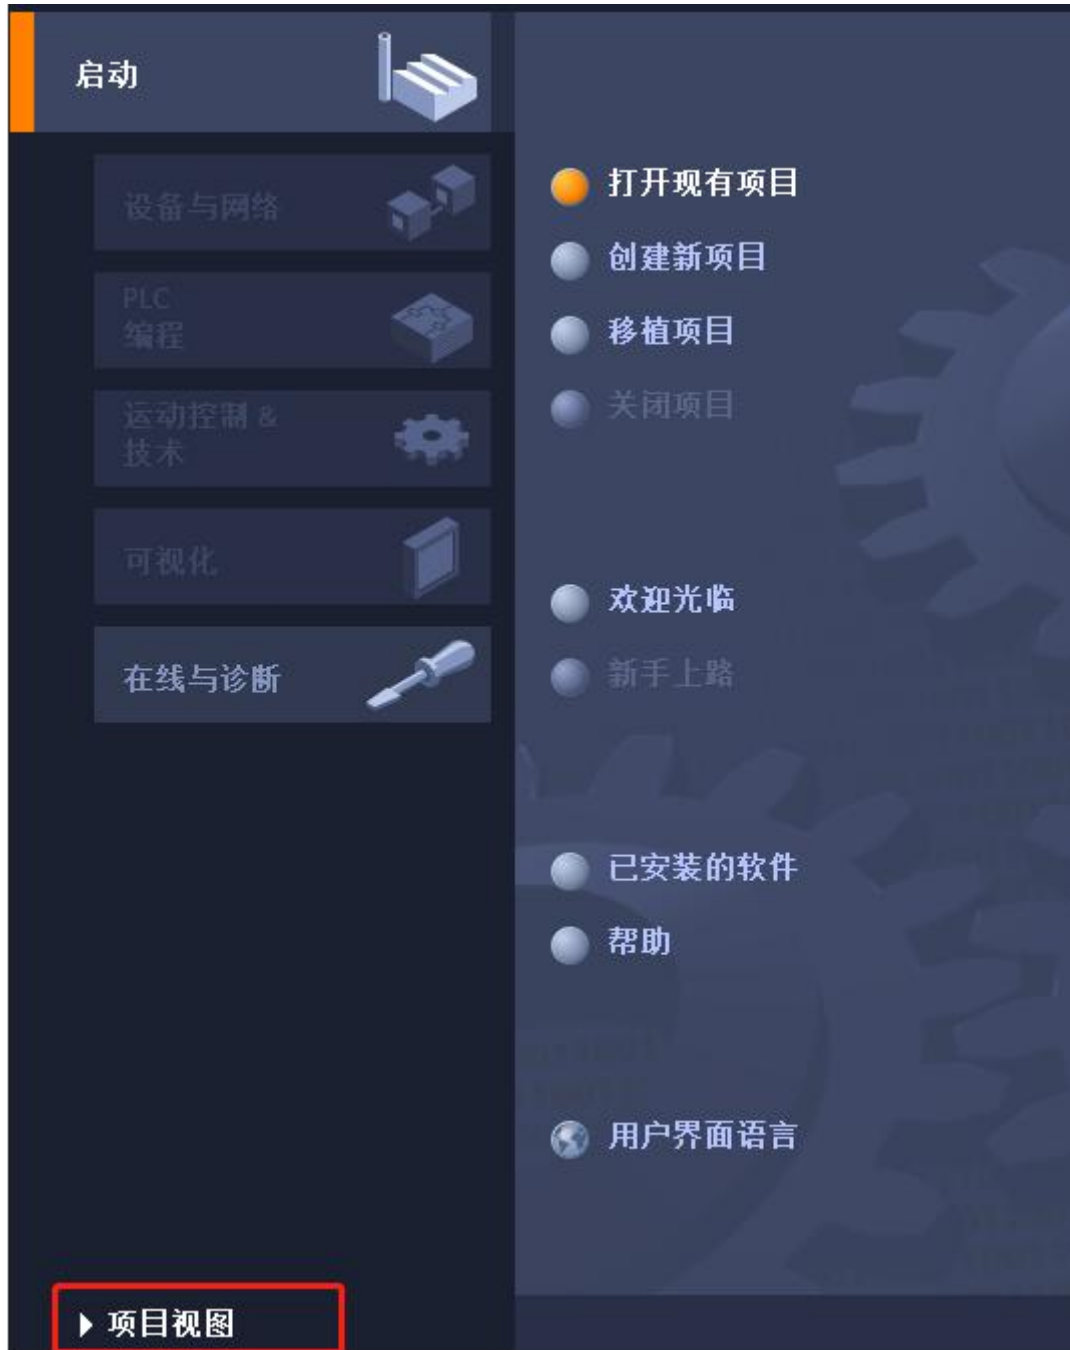 启动
设备与网络
PLC
编程
运动控制 &
技术
可视化
在线与诊断
打开现有项目
创建新项目
移植项目
关闭项目
欢迎光临
新手上路
已安装的软件
帮助
用户界面语言
项目视图